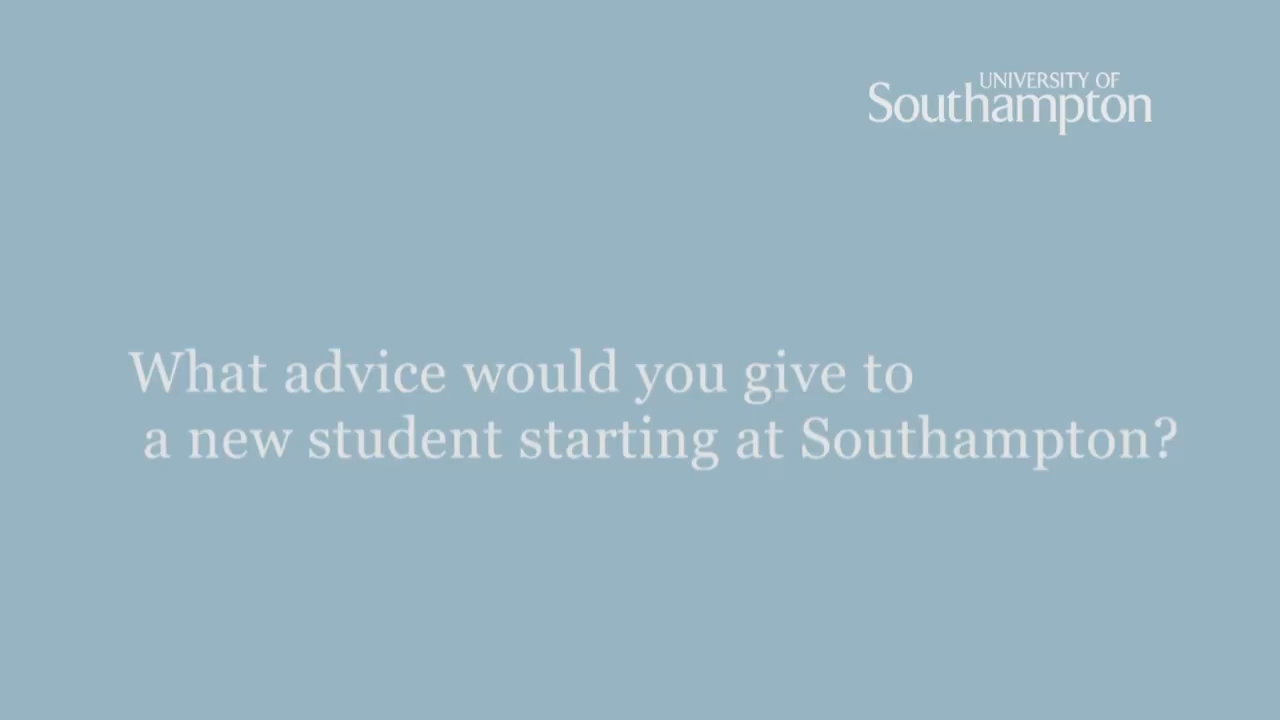 UNIVERSITY OF
Southampton
What advice would you give to
a new student starting at Southampton?